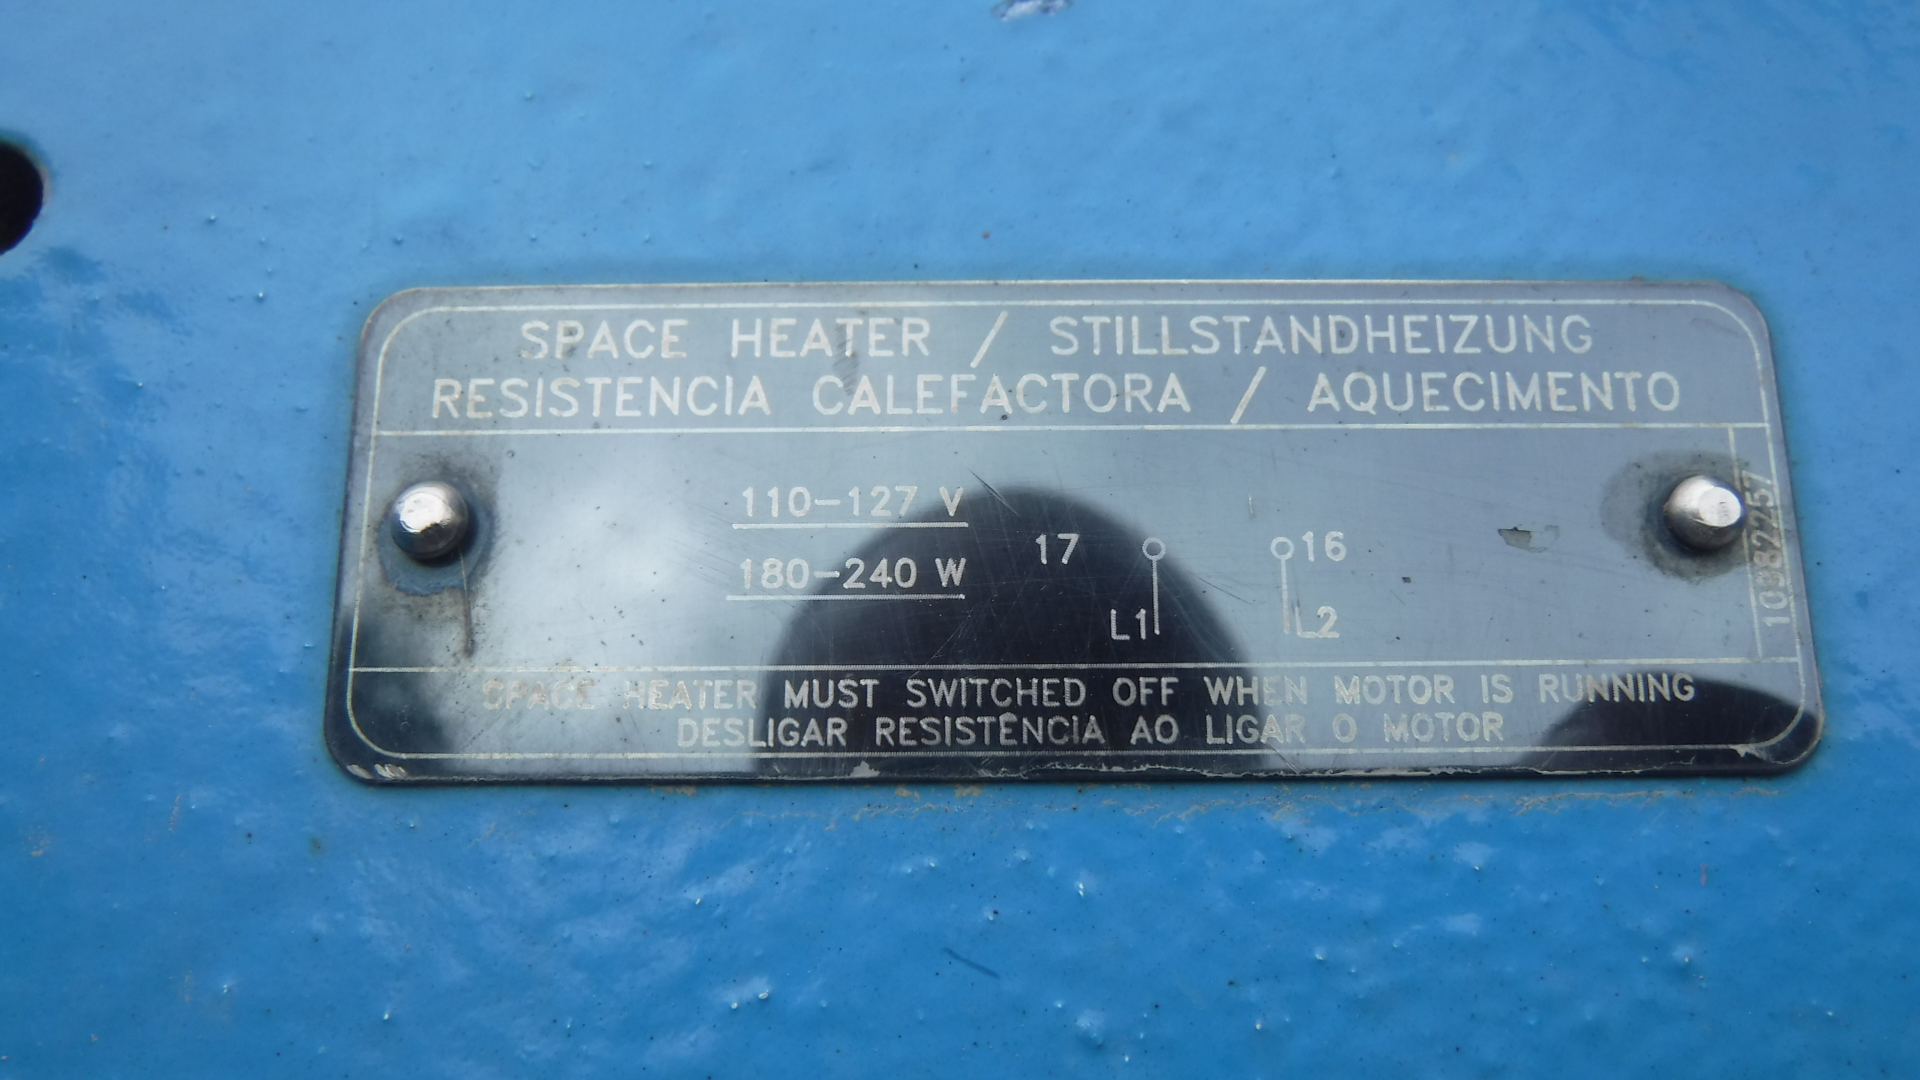 SPACE HEATER / STILLSTANDHEIZUNG
RESISTENCIA CALEFACTORA / AQUECIMENTO
110-127 V
180-240 W
17 16
L1 L2
10382257
SPACE HEATER MUST SWITCHED OFF WHEN MOTOR IS RUNNING
DESLIGAR RESISTÊNCIA AO LIGAR O MOTOR